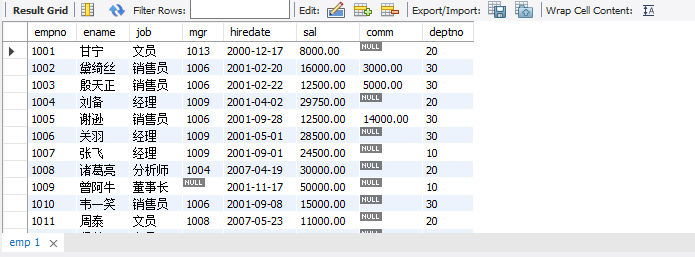 Result Grid Filter Rows: Edit: Export/Import: Wrap Cell Content:
empno ename job mgr hiredate sal comm deptno
1001 甘宁 文员 1013 2000-12-17 8000.00 NULL 20
1002 黛绮丝 销售员 1006 2001-02-20 16000.00 3000.00 30
1003 殷天正 销售员 1006 2001-02-22 12500.00 5000.00 30
1004 刘备 经理 1009 2001-04-02 29750.00 NULL 20
1005 谢逊 销售员 1006 2001-09-28 12500.00 14000.00 30
1006 关羽 经理 1009 2001-05-01 28500.00 NULL 30
1007 张飞 经理 1009 2001-09-01 24500.00 NULL 10
1008 诸葛亮 分析师 1004 2007-04-19 30000.00 NULL 20
1009 曾阿牛 董事长 NULL 2001-11-17 50000.00 NULL 10
1010 韦一笑 销售员 1006 2001-09-08 15000.00 NULL 30
1011 周泰 文员 1008 2007-05-23 11000.00 NULL 20
emp 1